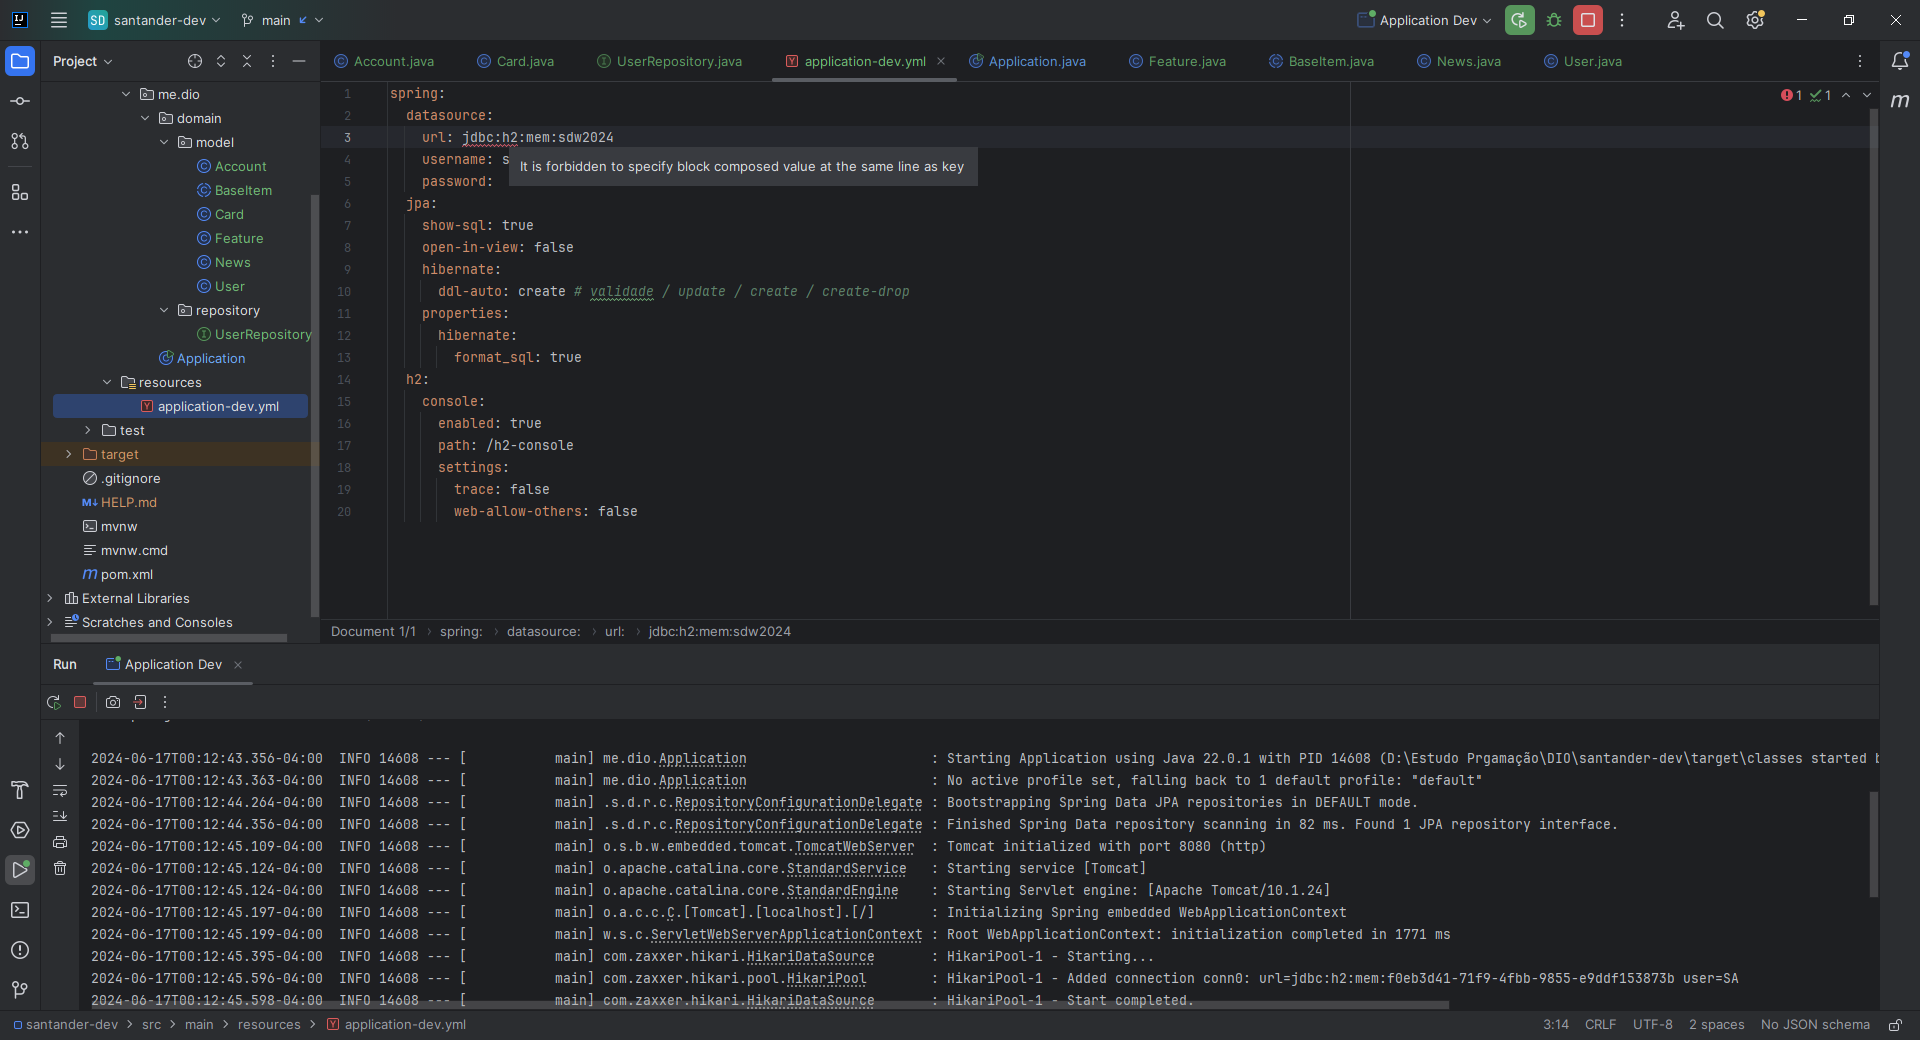 SD santander-dev main Application Dev
Project
Account.java Card.java UserRepository.java application-dev.yml Application.java Feature.java BaseItem.java News.java User.java
me.dio
domain
model
Account
BaseItem
Card
Feature
News
User
repository
UserRepository
Application
resources
application-dev.yml
test
target
.gitignore
HELP.md
mvnw
mvnw.cmd
pom.xml
External Libraries
Scratches and Consoles
1 spring:
2 datasource:
3 url: jdbc:h2:mem:sdw2024
4 username: s
5 password:
6 jpa:
7 show-sql: true
8 open-in-view: false
9 hibernate:
10 ddl-auto: create # validade / update / create / create-drop
11 properties:
12 hibernate:
13 format_sql: true
14 h2:
15 console:
16 enabled: true
17 path: /h2-console
18 settings:
19 trace: false
20 web-allow-others: false
It is forbidden to specify block composed value at the same line as key
1 1
Document 1/1 › spring: › datasource: › url: › jdbc:h2:mem:sdw2024
Run Application Dev
2024-06-17T00:12:43.356-04:00 INFO 14608 --- [ main] me.dio.Application : Starting Application using Java 22.0.1 with PID 14608 (D:\Estudo Prgamação\DIO\santander-dev\target\classes started b
2024-06-17T00:12:43.363-04:00 INFO 14608 --- [ main] me.dio.Application : No active profile set, falling back to 1 default profile: "default"
2024-06-17T00:12:44.264-04:00 INFO 14608 --- [ main] .s.d.r.c.RepositoryConfigurationDelegate : Bootstrapping Spring Data JPA repositories in DEFAULT mode.
2024-06-17T00:12:44.356-04:00 INFO 14608 --- [ main] .s.d.r.c.RepositoryConfigurationDelegate : Finished Spring Data repository scanning in 82 ms. Found 1 JPA repository interface.
2024-06-17T00:12:45.109-04:00 INFO 14608 --- [ main] o.s.b.w.embedded.tomcat.TomcatWebServer : Tomcat initialized with port 8080 (http)
2024-06-17T00:12:45.124-04:00 INFO 14608 --- [ main] o.apache.catalina.core.StandardService : Starting service [Tomcat]
2024-06-17T00:12:45.124-04:00 INFO 14608 --- [ main] o.apache.catalina.core.StandardEngine : Starting Servlet engine: [Apache Tomcat/10.1.24]
2024-06-17T00:12:45.197-04:00 INFO 14608 --- [ main] o.a.c.c.C.[Tomcat].[localhost].[/] : Initializing Spring embedded WebApplicationContext
2024-06-17T00:12:45.199-04:00 INFO 14608 --- [ main] w.s.c.ServletWebServerApplicationContext : Root WebApplicationContext: initialization completed in 1771 ms
2024-06-17T00:12:45.395-04:00 INFO 14608 --- [ main] com.zaxxer.hikari.HikariDataSource : HikariPool-1 - Starting...
2024-06-17T00:12:45.596-04:00 INFO 14608 --- [ main] com.zaxxer.hikari.pool.HikariPool : HikariPool-1 - Added connection conn0: url=jdbc:h2:mem:f0eb3d41-71f9-4fbb-9855-e9ddf153873b user=SA
2024-06-17T00:12:45.598-04:00 INFO 14608 --- [ main] com.zaxxer.hikari.HikariDataSource : HikariPool-1 - Start completed.
santander-dev › src › main › resources › application-dev.yml 3:14 CRLF UTF-8 2 spaces No JSON schema